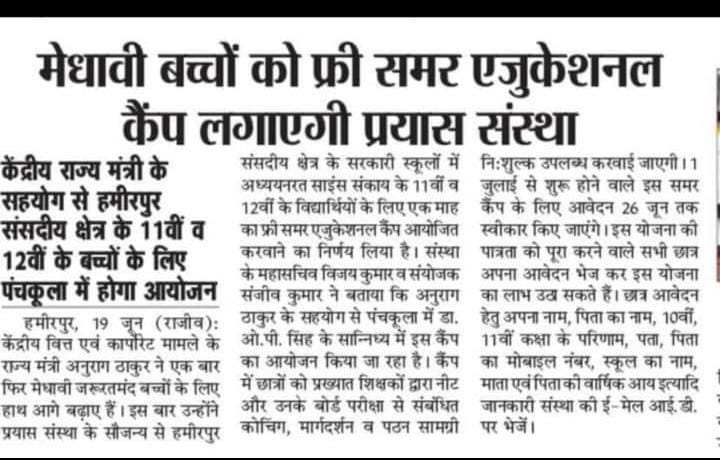 मेधावी बच्चों को फ्री समर एजुकेशनल
कैंप लगाएगी प्रयास संस्था
केंद्रीय राज्य मंत्री के
सहयोग से हमीरपुर
संसदीय क्षेत्र के 11वीं व
12वीं के बच्चों के लिए
पंचकूला में होगा आयोजन
हमीरपुर, 19 जून (राजीव):
केंद्रीय वित्त एवं कार्पोरेट मामले के
राज्य मंत्री अनुराग ठाकुर ने एक बार
फिर मेधावी जरूरतमंद बच्चों के लिए
हाथ आगे बढ़ाए हैं। इस बार उन्होंने
प्रयास संस्था के सौजन्य से हमीरपुर
संसदीय क्षेत्र के सरकारी स्कूलों में
अध्ययनरत साइंस संकाय के 11वीं व
12वीं के विद्यार्थियों के लिए एक माह
का फ्री समर एजुकेशनल कैंप आयोजित
करवाने का निर्णय लिया है। संस्था
के महासचिव विजय कुमार व संयोजक
संजीव कुमार ने बताया कि अनुराग
ठाकुर के सहयोग से पंचकूला में डा.
ओ.पी. सिंह के सान्निध्य में इस कैंप
का आयोजन किया जा रहा है। कैंप
में छात्रों को प्रख्यात शिक्षकों द्वारा नीट
और उनके बोर्ड परीक्षा से संबंधित
कोचिंग, मार्गदर्शन व पठन सामग्री
नि:शुल्क उपलब्ध करवाई जाएगी। 1
जुलाई से शुरू होने वाले इस समर
कैंप के लिए आवेदन 26 जून तक
स्वीकार किए जाएंगे। इस योजना की
पात्रता को पूरा करने वाले सभी छात्र
अपना आवेदन भेज कर इस योजना
का लाभ उठा सकते हैं। छात्र आवेदन
हेतु अपना नाम, पिता का नाम, 10वीं,
11वीं कक्षा के परिणाम, पता, पिता
का मोबाइल नंबर, स्कूल का नाम,
माता एवं पिता की वार्षिक आय इत्यादि
जानकारी संस्था की ई-मेल आई.डी.
पर भेजें।